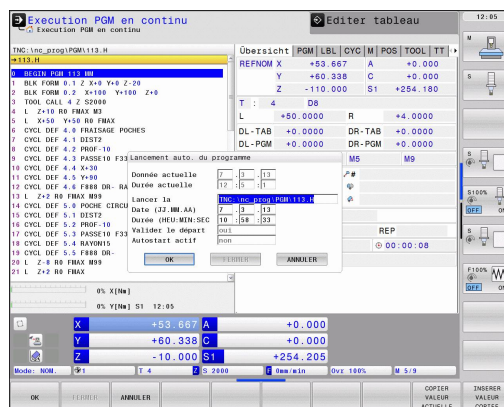 Execution PGM en continu
Execution PGM en continu
Editer tableau
12:05
TNC:\nc_prog\PGM\113.H
→113.H
0 BEGIN PGM 113 MM
1 BLK FORM 0.1 Z X+0 Y+0 Z-20
2 BLK FORM 0.2 X+100 Y+100 Z+0
3 TOOL CALL 4 Z S2000
4 L Z+10 R0 FMAX M3
5 L X+50 Y+50 R0 FMAX
6 CYCL DEF 4.0 FRAISAGE POCHES
7 CYCL DEF 4.1 DIST2
8 CYCL DEF 4.2 PROF-10
9 CYCL DEF 4.3 PASSE10 F33
10 CYCL DEF 4.4 X+30
11 CYCL DEF 4.5 Y+90
12 CYCL DEF 4.6 F888 DR- RA
13 L Z+2 R0 FMAX M99
14 CYCL DEF 5.0 POCHE CIRCU
15 CYCL DEF 5.1 DIST2
16 CYCL DEF 5.2 PROF-10
17 CYCL DEF 5.3 PASSE10 F33
18 CYCL DEF 5.4 RAYON15
19 CYCL DEF 5.5 F888 DR-
20 L Z-8 R0 FMAX M99
21 L Z+2 R0 FMAX
Übersicht PGM LBL CYC M POS TOOL TT
REFNOM X +53.667 A +0.000
Y +60.338 C +0.000
Z -110.000 S1 +254.180
T : 4 D8
L +50.0000 R +4.0000
DL-TAB +0.0000 DR-TAB +0.0000
DL-PGM +0.0000 DR-PGM +0.0000
M5 M9
P#
REP
00:00:08
Lancement auto. du programme
Donnée actuelle 7 .3 .13
Durée actuelle 12 :5 :1
Lancer la TNC:\nc_prog\PGM\113.H
Date (JJ.MM.AA) 7 .3 .13
Durée (HEU:MIN:SEC 10 :58 :33
Valider le départ oui
Autostart actif non
OK FERMER ANNULER
0% X[Nm]
0% Y[Nm] S1 12:05
X +53.667 A +0.000
Y +60.338 C +0.000
Z -10.000 S1 +254.205
Mode: NOM. 1 T 4 Z S 2000 F 0mm/min Ovr 100% M 5/9
M
S
S
S100%
OFF ON
S
F100%
OFF ON
OK FERMER ANNULER
COPIER VALEUR ACTUELLE
INSERER VALEUR COPIEE